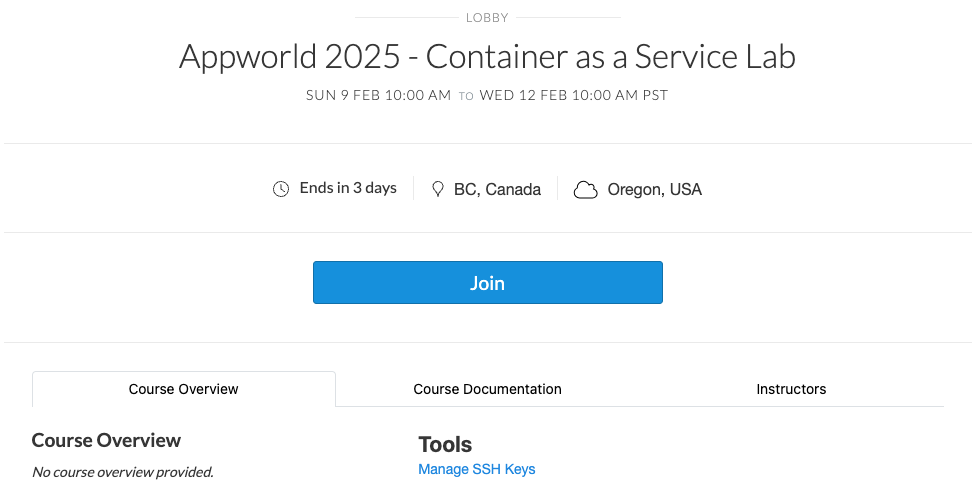 LOBBY
Appworld 2025 - Container as a Service Lab
SUN 9 FEB 10:00 AM TO WED 12 FEB 10:00 AM PST
Ends in 3 days BC, Canada Oregon, USA
Join
Course Overview Course Documentation Instructors
Course Overview
No course overview provided.
Tools
Manage SSH Keys